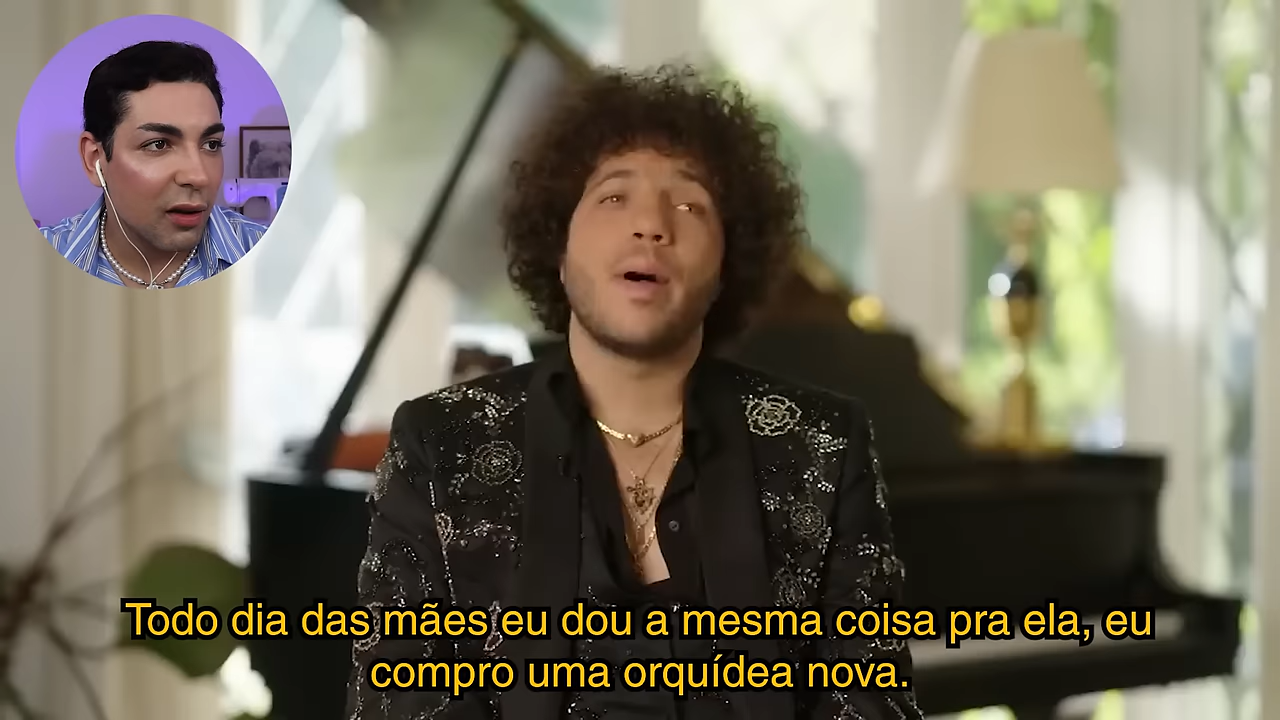 Todo dia das mães eu dou a mesma coisa pra ela, eu
compro uma orquídea nova.